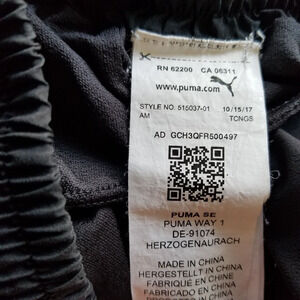 RN 62200 CA 06311
www.puma.com
STYLE NO. 515037-01 10/15/17
AM TCNGS
AD GCH3QFR500497
PUMA SE
PUMA WAY 1
DE-91074
HERZOGENAURACH
MADE IN CHINA
HERGESTELLT IN CHINA
FABRIQUÉ EN CHINE
FABRICADO EN CHINA